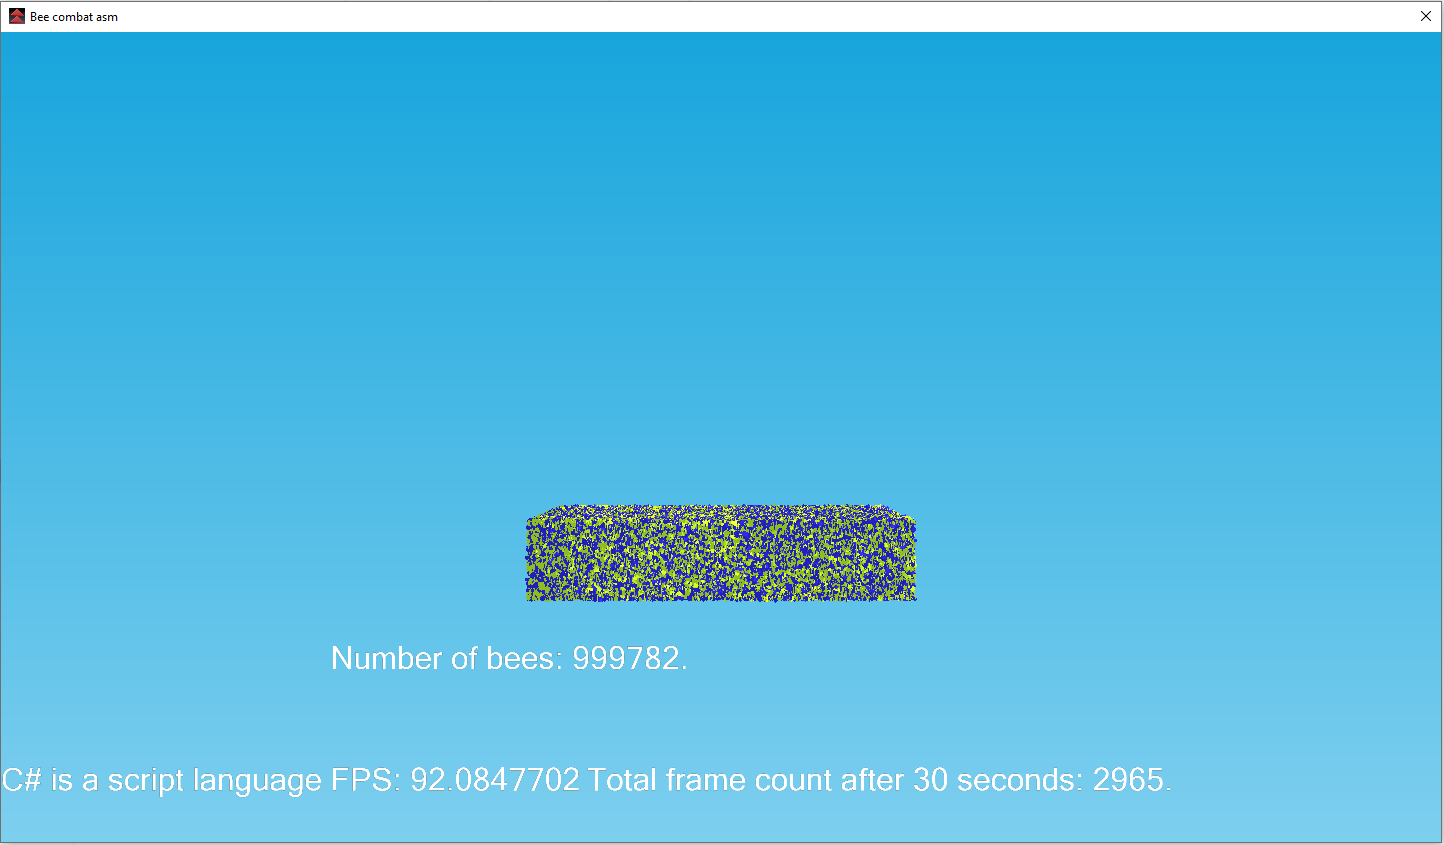 Bee combat asm
Number of bees: 999782.
C# is a script language FPS: 92.0847702 Total frame count after 30 seconds: 2965.